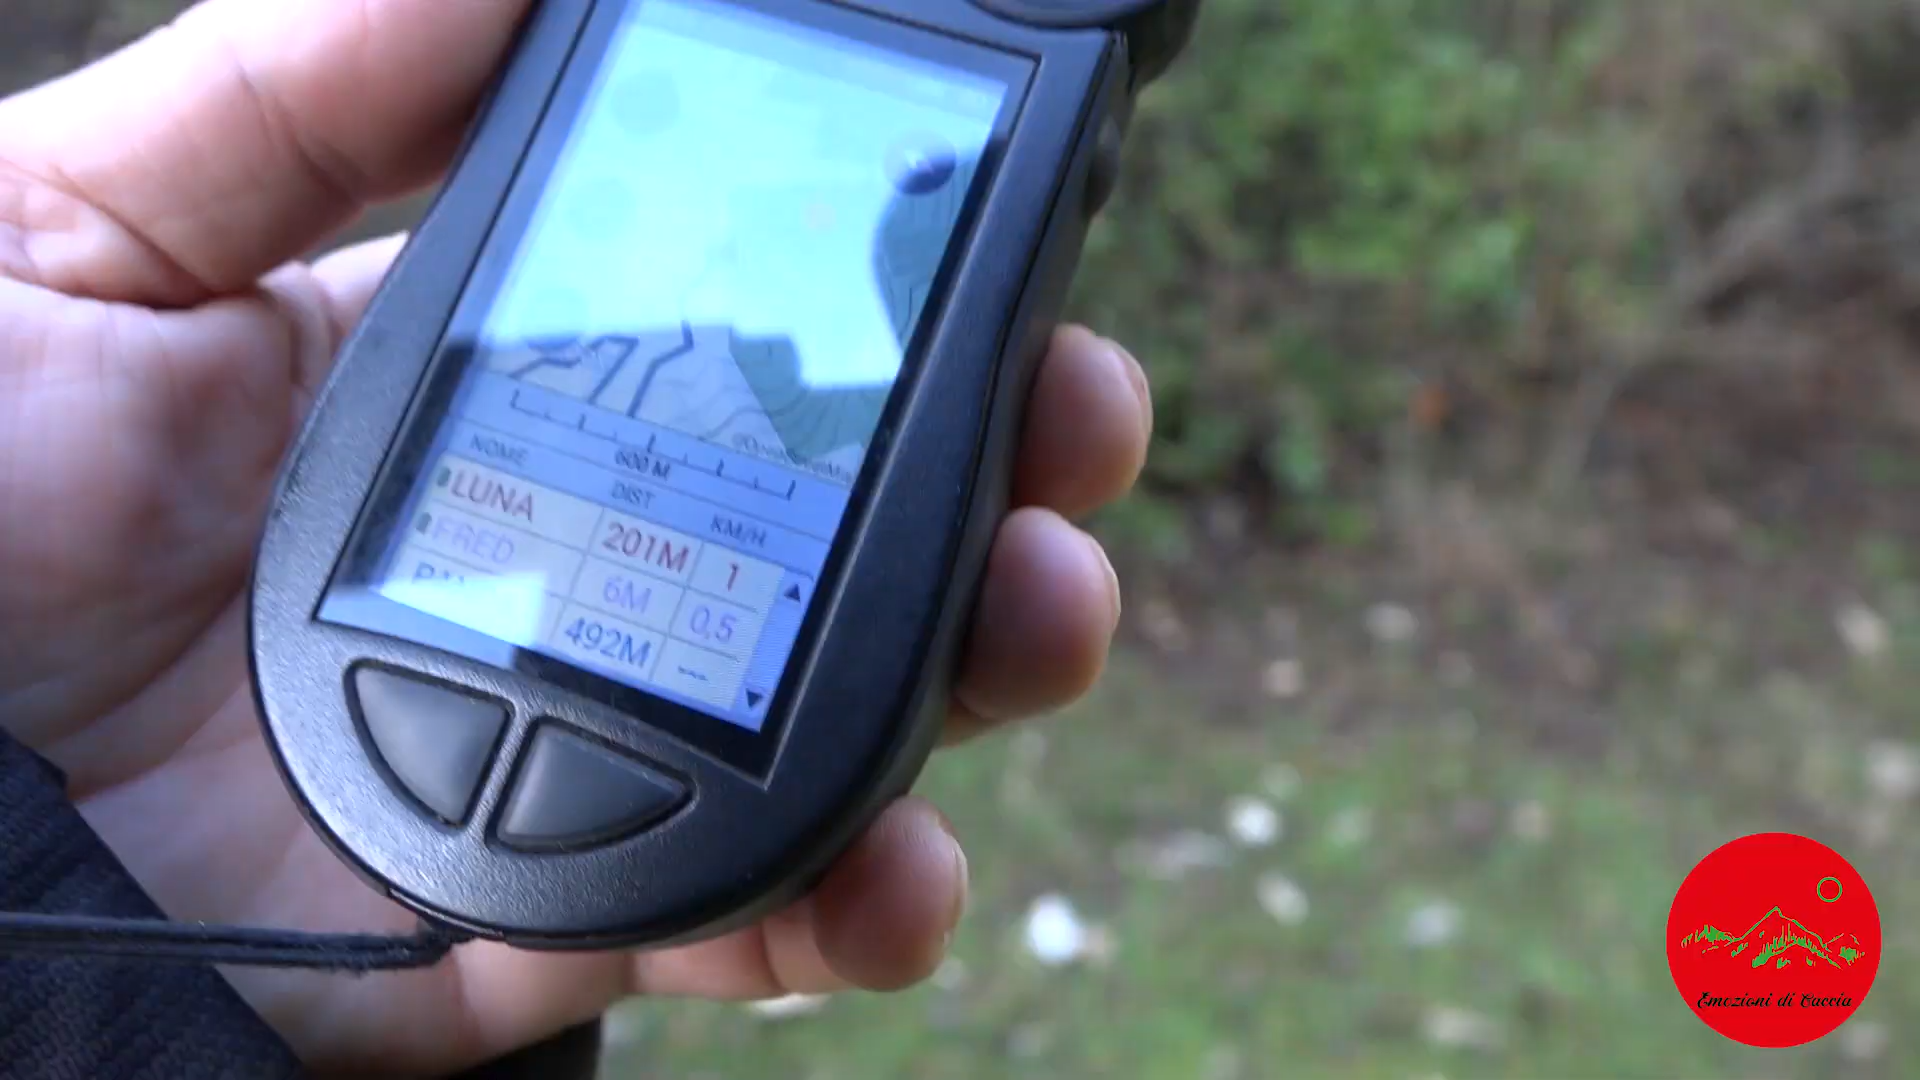 600 M
NOME DIST KM/H
LUNA 201M 1
FRED 6M 0,5
492M ---
Emozioni di Caccia